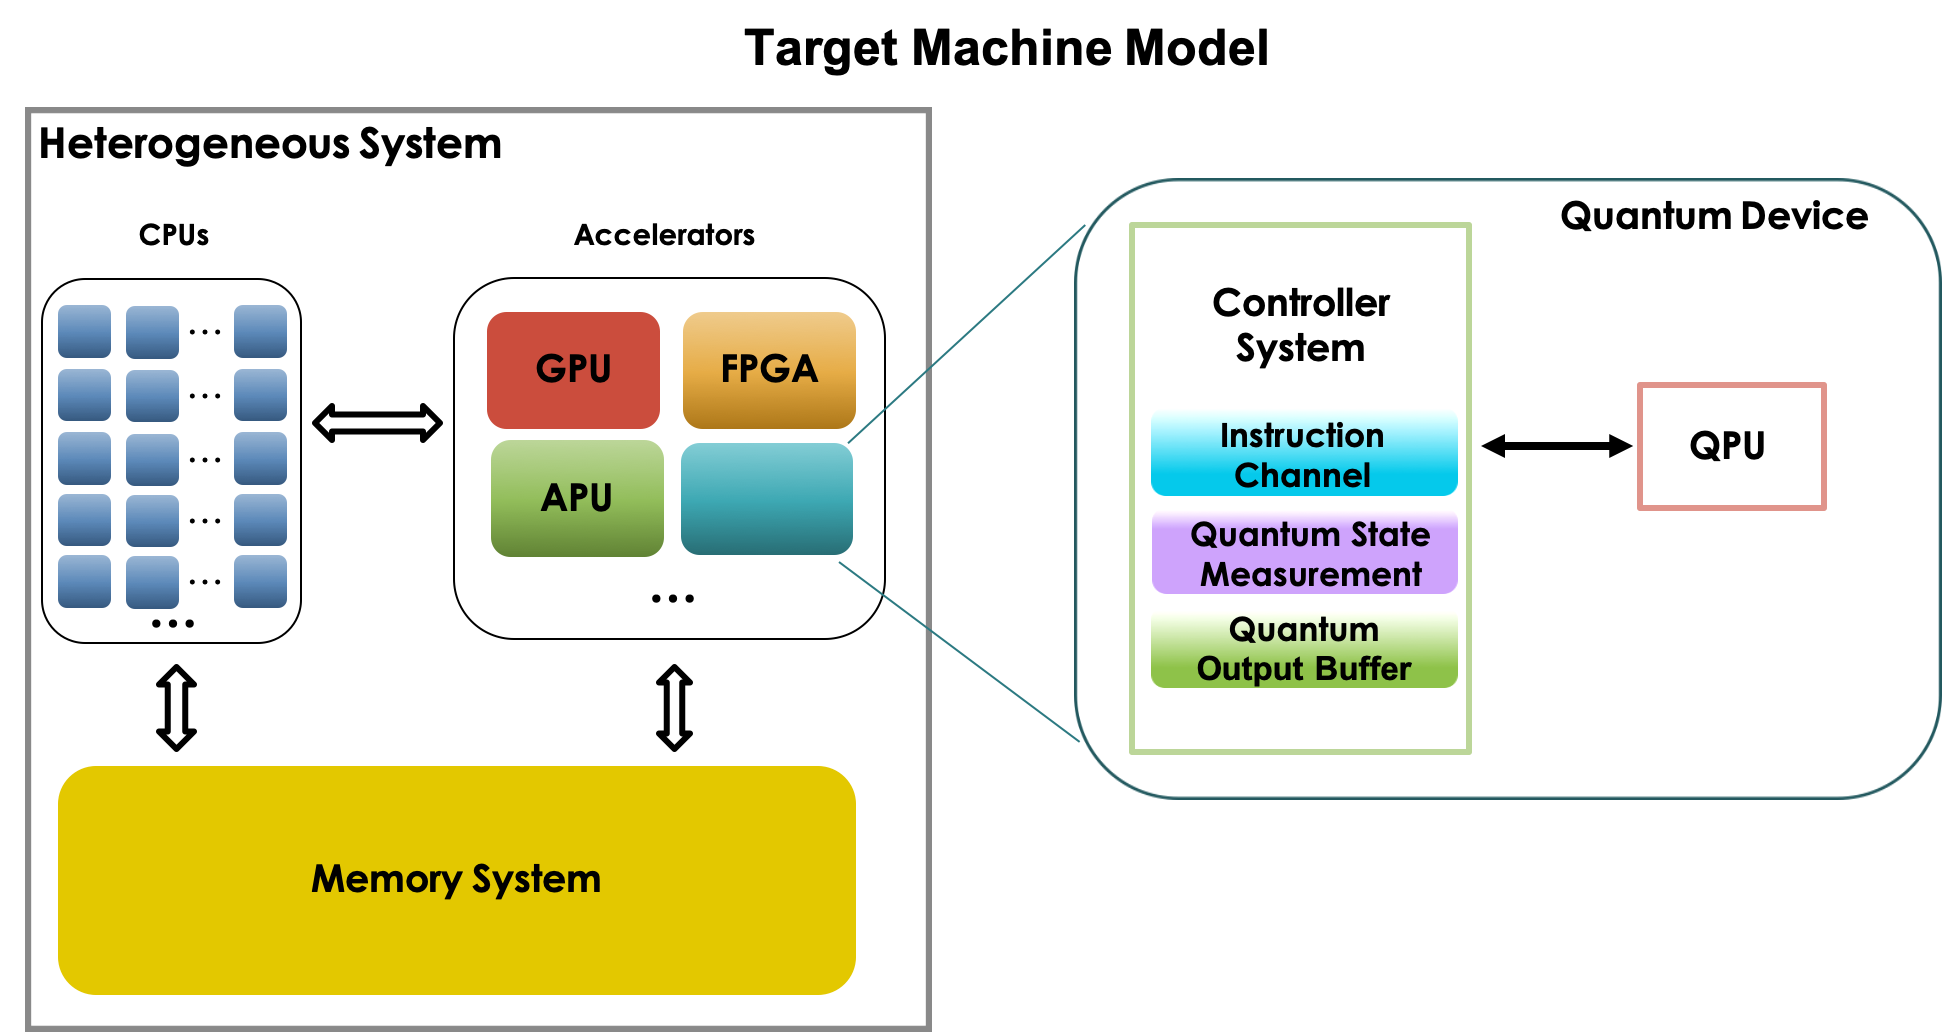 Target Machine Model
Heterogeneous System
CPUs
...
...
...
...
...
...
Accelerators
GPU
FPGA
APU
...
Memory System
Quantum Device
Controller
System
Instruction
Channel
Quantum State
Measurement
Quantum
Output Buffer
QPU